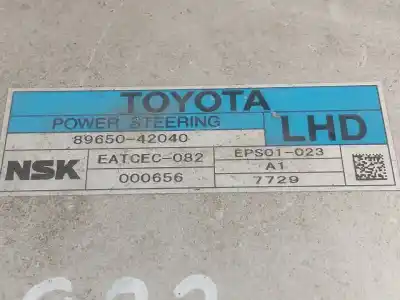 TOYOTA
POWER STEERING
89650-42040
LHD
NSK
EATCEC-082
EPS01-023
A1
000656
7729